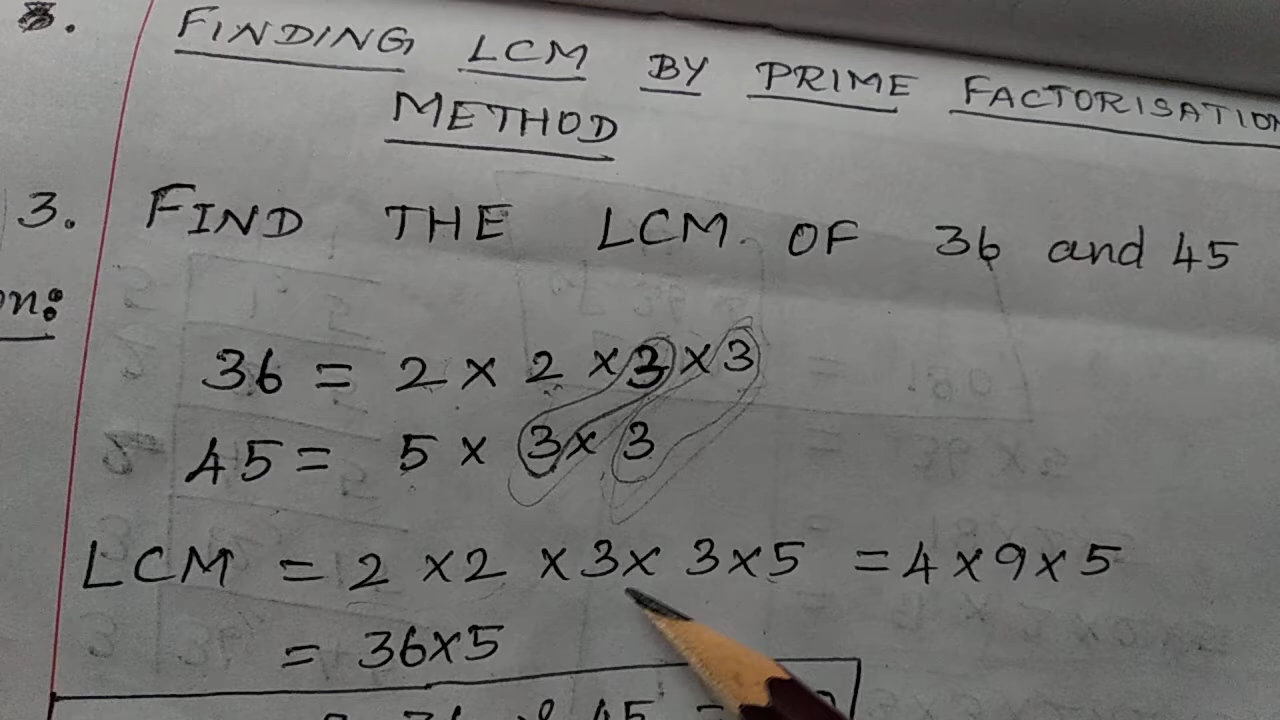 FINDING LCM BY PRIME FACTORISATION
METHOD
3. FIND THE LCM OF 36 and 45
36 = 2 × 2 × 3 × 3
45 = 5 × 3 × 3
LCM = 2 × 2 × 3 × 3 × 5 = 4 × 9 × 5
= 36 × 5